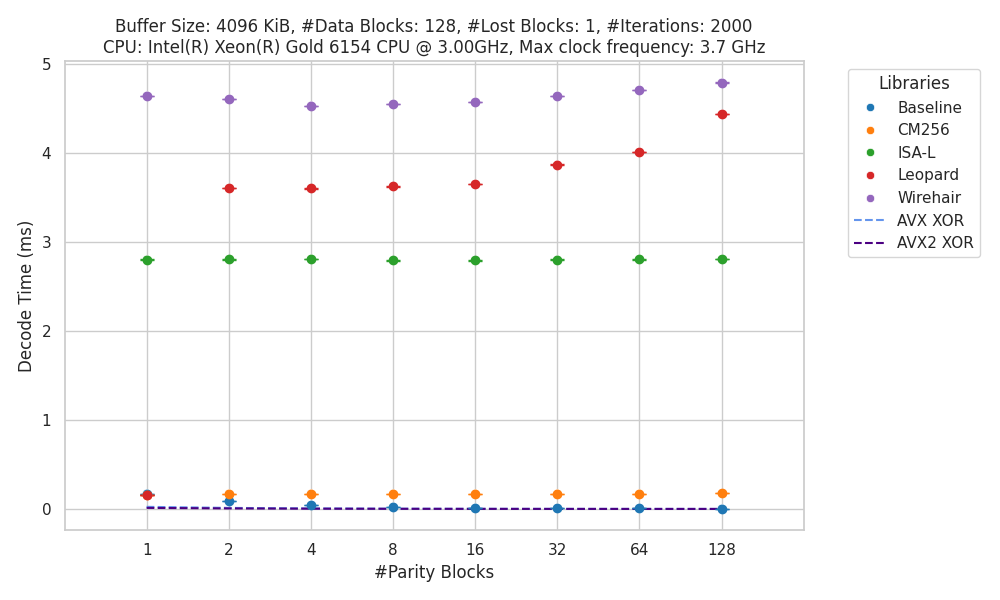 Buffer Size: 4096 KiB, #Data Blocks: 128, #Lost Blocks: 1, #Iterations: 2000
CPU: Intel(R) Xeon(R) Gold 6154 CPU @ 3.00GHz, Max clock frequency: 3.7 GHz
Decode Time (ms)
5
4
3
2
1
0
1 2 4 8 16 32 64 128
#Parity Blocks
Libraries
Baseline
CM256
ISA-L
Leopard
Wirehair
AVX XOR
AVX2 XOR